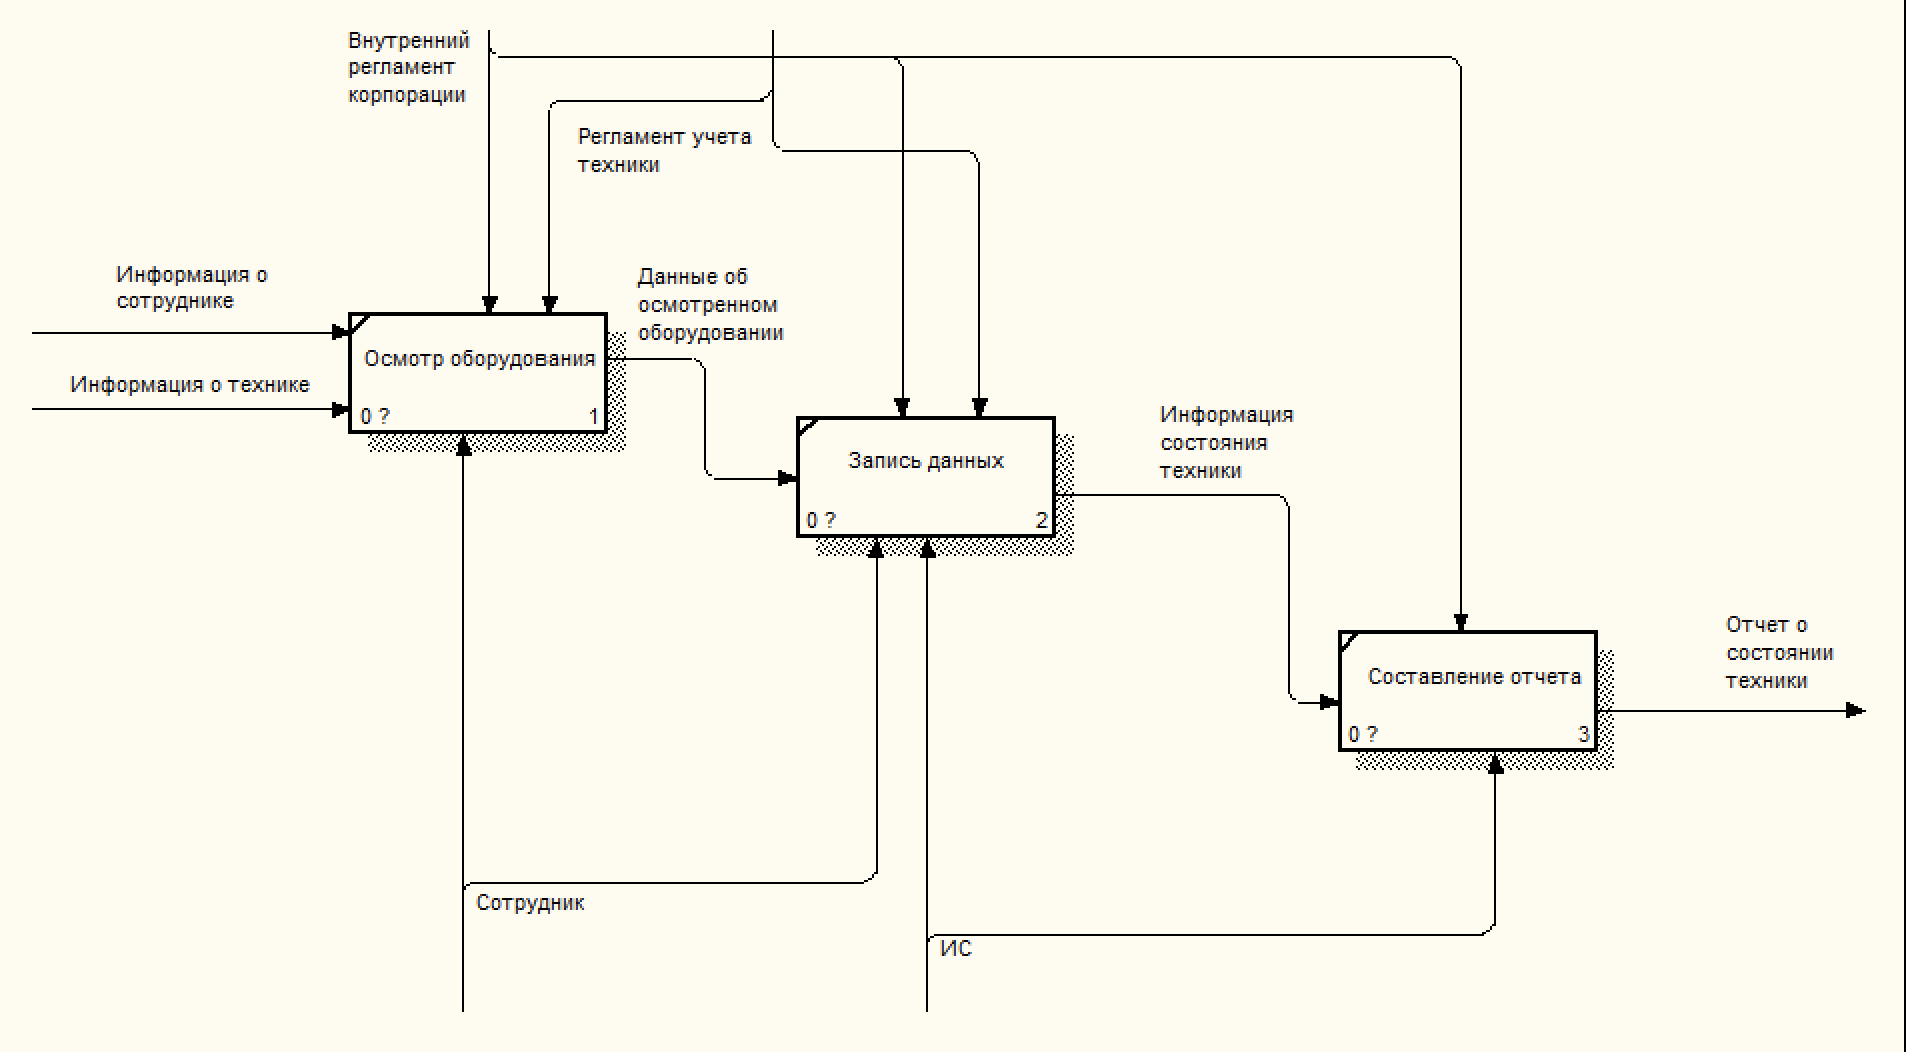 Внутренний
регламент
корпорации
Регламент учета
техники
Информация о
сотруднике
Информация о технике
Осмотр оборудования
0 ?
1
Данные об
осмотренном
оборудовании
Запись данных
0 ?
2
Информация
состояния
техники
Составление отчета
0 ?
3
Отчет о
состоянии
техники
Сотрудник
ИС